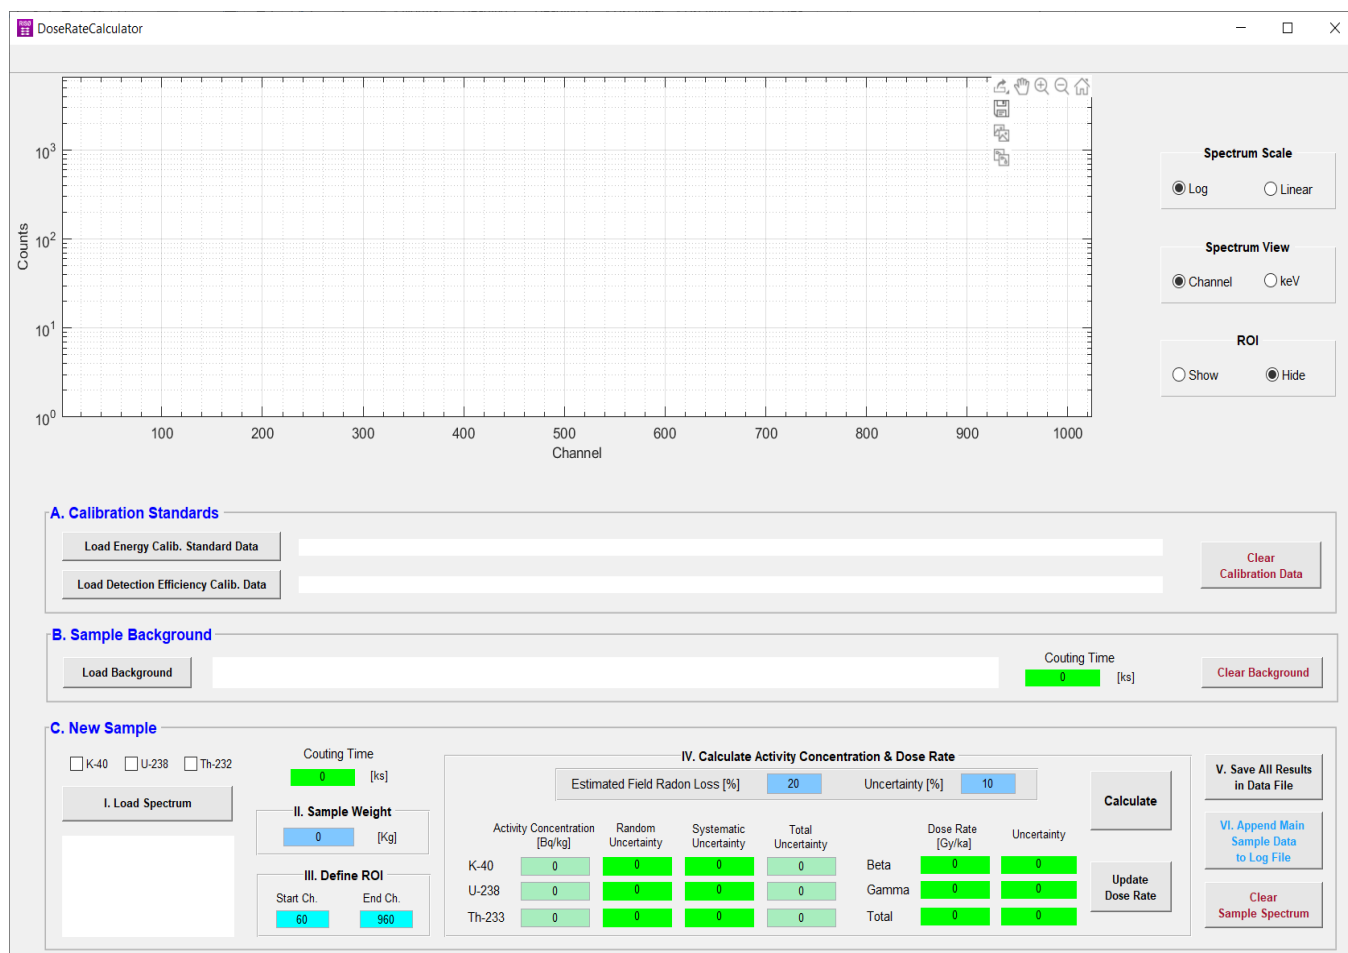 DoseRateCalculator
10^3
10^2
10^1
10^0
Counts
100 200 300 400 500 600 700 800 900 1000
Channel
Spectrum Scale
Log Linear
Spectrum View
Channel keV
ROI
Show Hide
A. Calibration Standards
Load Energy Calib. Standard Data
Load Detection Efficiency Calib. Data
Clear
Calibration Data
B. Sample Background
Load Background
Couting Time
0 [ks]
Clear Background
C. New Sample
K-40 U-238 Th-232
I. Load Spectrum
Couting Time
0 [ks]
II. Sample Weight
0 [Kg]
III. Define ROI
Start Ch. End Ch.
60 960
IV. Calculate Activity Concentration & Dose Rate
Estimated Field Radon Loss [%] 20 Uncertainty [%] 10
Activity Concentration
[Bq/kg]
Random
Uncertainty
Systematic
Uncertainty
Total
Uncertainty
K-40 0 0 0 0
U-238 0 0 0 0
Th-233 0 0 0 0
Dose Rate
[Gy/ka]
Uncertainty
Beta 0 0
Gamma 0 0
Total 0 0
Calculate
Update
Dose Rate
V. Save All Results
in Data File
VI. Append Main
Sample Data
to Log File
Clear
Sample Spectrum